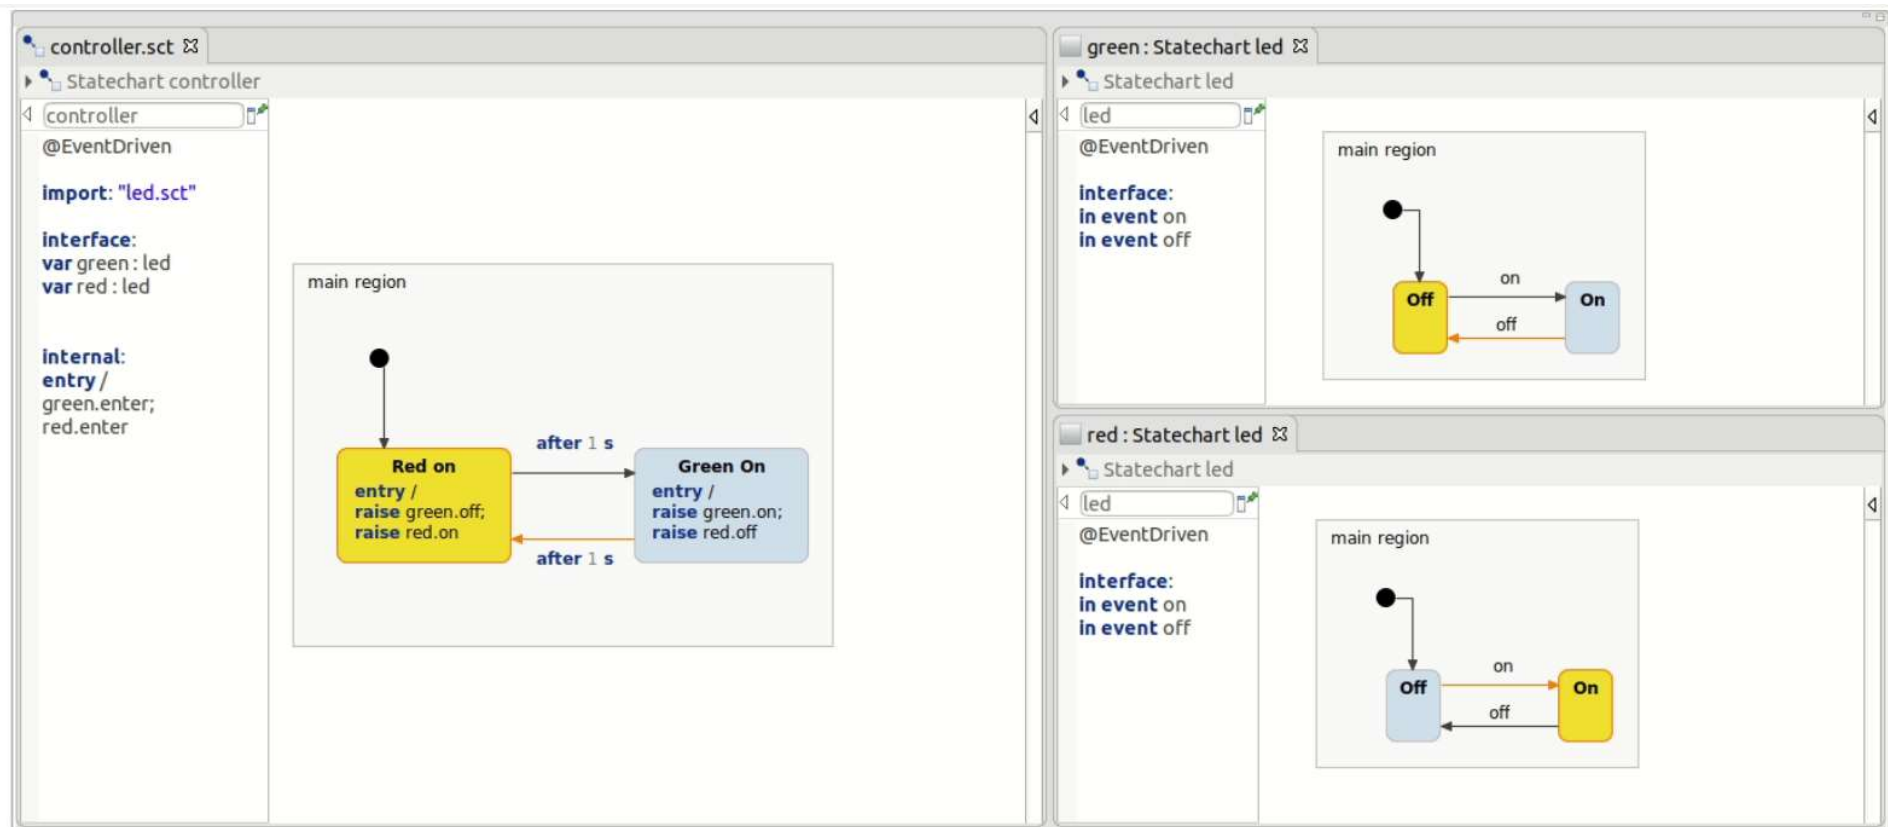 controller.sct
Statechart controller
controller
@EventDriven
import: "led.sct"
interface:
var green : led
var red : led
internal:
entry /
green.enter;
red.enter
main region
Red on
entry /
raise green.off;
raise red.on
after 1 s
after 1 s
Green On
entry /
raise green.on;
raise red.off
green : Statechart led
Statechart led
led
@EventDriven
interface:
in event on
in event off
main region
Off
on
off
On
red : Statechart led
Statechart led
led
@EventDriven
interface:
in event on
in event off
main region
Off
on
off
On